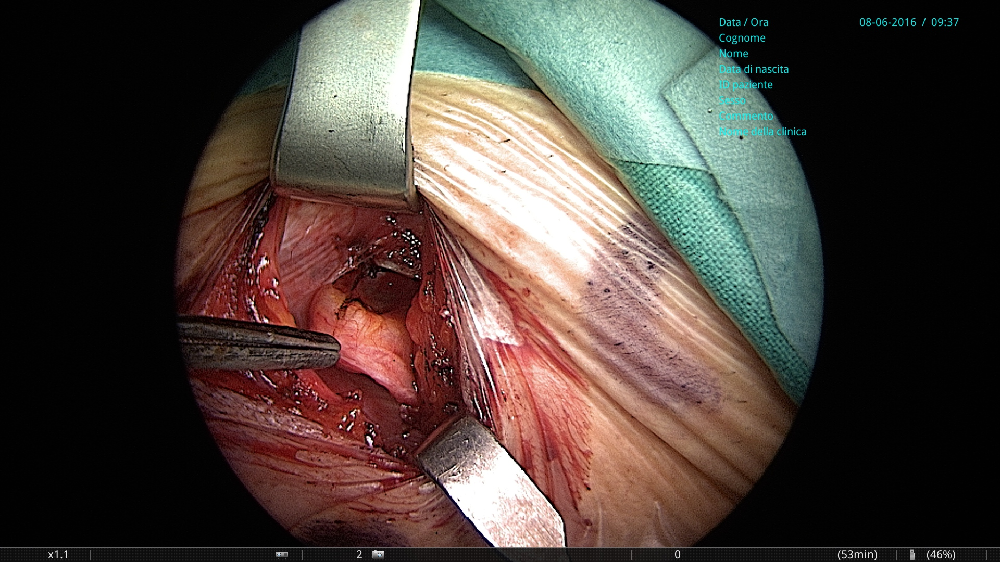 Data / Ora 08-06-2016 / 09:37
Cognome
Nome
Data di nascita
ID paziente
Sesso
Commento
Nome della clinica
x1.1 2 0 (53min) (46%)